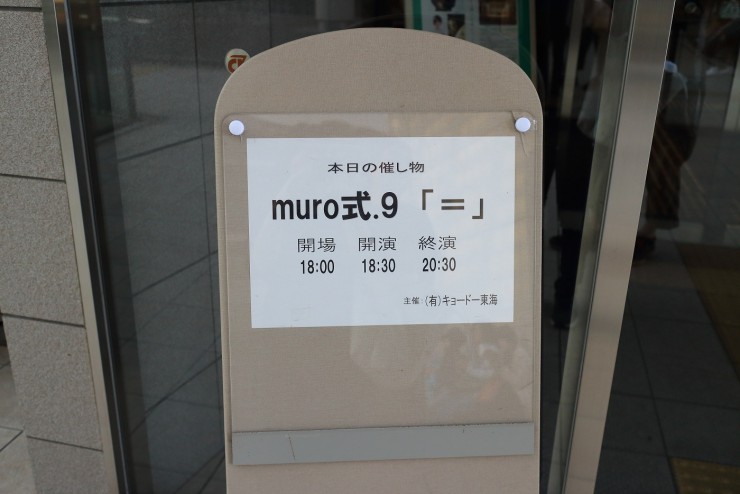 本日の催し物
muro式.9「＝」
開場 開演 終演
18:00 18:30 20:30
主催：(有)キョードー東海